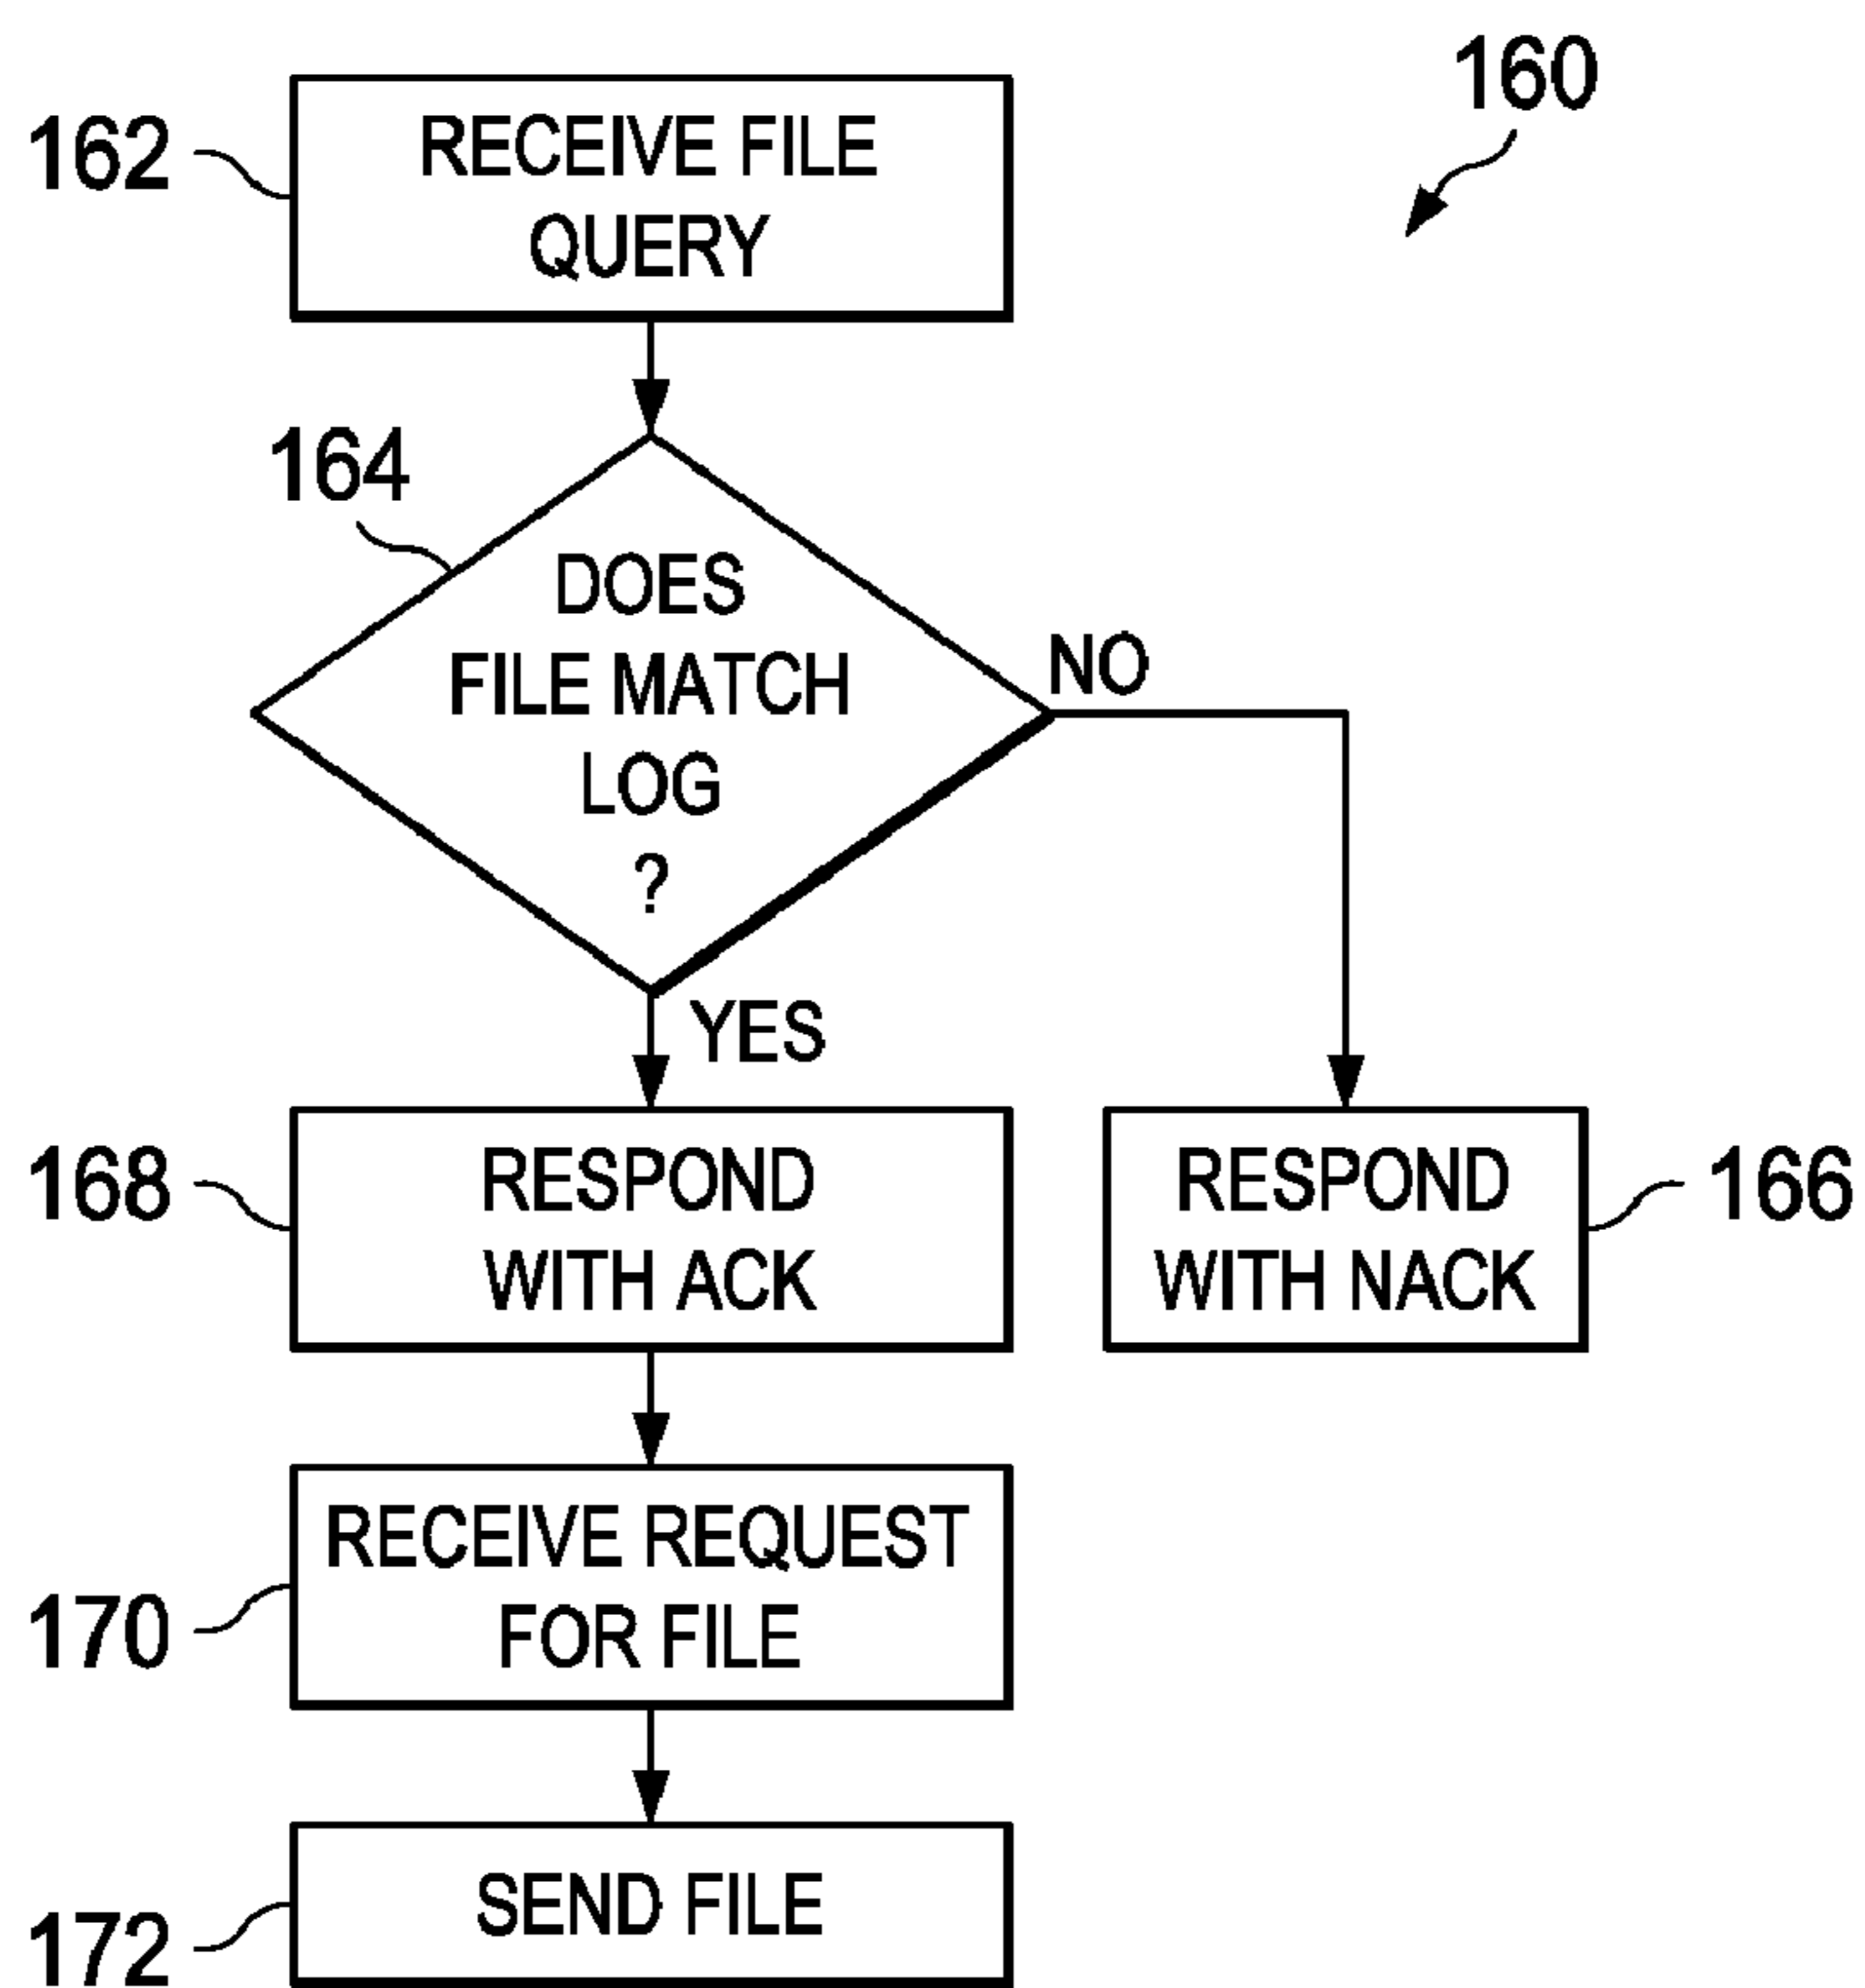 160
162
RECEIVE FILE
QUERY
164
DOES
FILE MATCH
LOG
?
NO
YES
168
RESPOND
WITH ACK
RESPOND
WITH NACK
166
170
RECEIVE REQUEST
FOR FILE
172
SEND FILE